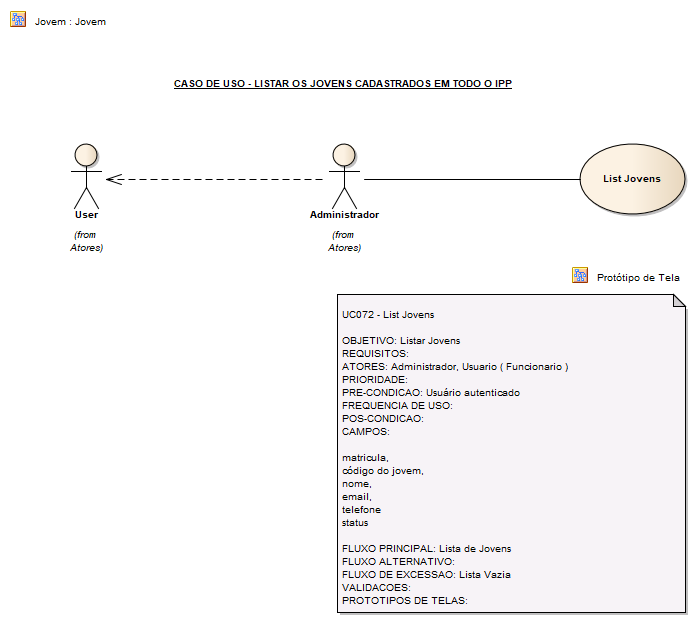 Jovem : Jovem
CASO DE USO - LISTAR OS JOVENS CADASTRADOS EM TODO O IPP
User
(from
Atores)
Administrador
(from
Atores)
List Jovens
Protótipo de Tela
UC072 - List Jovens
OBJETIVO: Listar Jovens
REQUISITOS:
ATORES: Administrador, Usuario ( Funcionario )
PRIORIDADE:
PRE-CONDICAO: Usuário autenticado
FREQUENCIA DE USO:
POS-CONDICAO:
CAMPOS:
matricula,
código do jovem,
nome,
email,
telefone
status
FLUXO PRINCIPAL: Lista de Jovens
FLUXO ALTERNATIVO:
FLUXO DE EXCESSAO: Lista Vazia
VALIDACOES:
PROTOTIPOS DE TELAS: